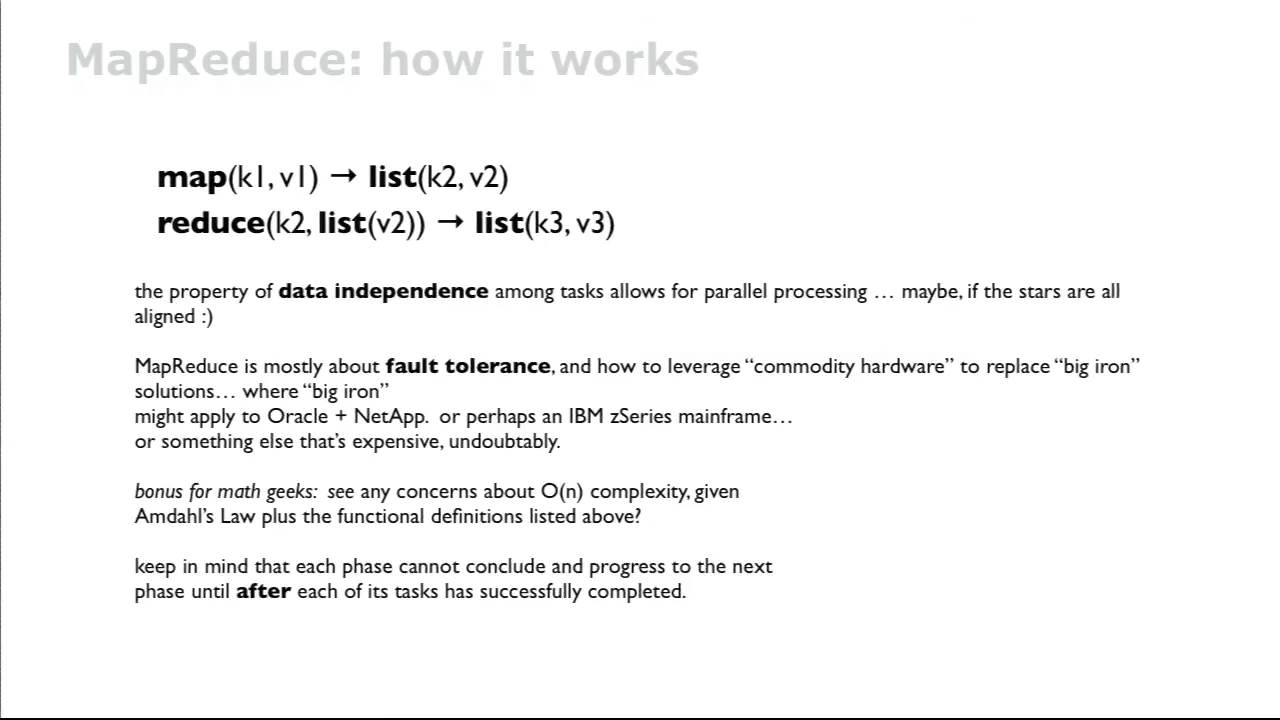 MapReduce: how it works
map(k1, v1) → list(k2, v2)
reduce(k2, list(v2)) → list(k3, v3)
the property of data independence among tasks allows for parallel processing … maybe, if the stars are all
aligned :)
MapReduce is mostly about fault tolerance, and how to leverage “commodity hardware” to replace “big iron”
solutions… where “big iron”
might apply to Oracle + NetApp.  or perhaps an IBM zSeries mainframe…
or something else that’s expensive, undoubtably.
bonus for math geeks:  see any concerns about O(n) complexity, given
Amdahl’s Law plus the functional definitions listed above?
keep in mind that each phase cannot conclude and progress to the next
phase until after each of its tasks has successfully completed.